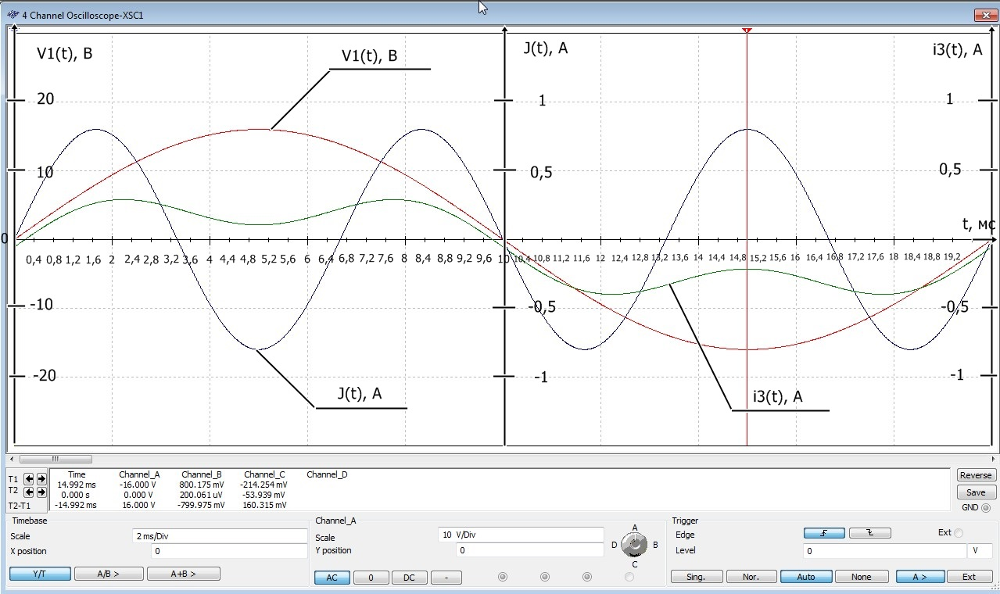 4 Channel Oscilloscope-XSC1
V1(t), В
V1(t), В
J(t), А
i3(t), А
20
1
1
10
0,5
0,5
0
t, мс
0,4 0,8 1,2 1,6 2 2,4 2,8 3,2 3,6 4 4,4 4,8 5,2 5,6 6 6,4 6,8 7,2 7,6 8 8,4 8,8 9,2 9,6 10 10,4 10,8 11,2 11,6 12 12,4 12,8 13,2 13,6 14 14,4 14,8 15,2 15,6 16 16,4 16,8 17,2 17,6 18 18,4 18,8 19,2
-10
-0,5
-0,5
-20
-1
-1
J(t), А
i3(t), А
T1
T2
T2-T1
Time Channel_A Channel_B Channel_C Channel_D
14.992 ms -16.000 V 800.175 mV -214.254 mV
0.000 s 0.000 V 200.061 uV -53.939 mV
-14.992 ms 16.000 V -799.975 mV 160.315 mV
Reverse
Save
GND
Timebase
Scale 2 ms/Div
X position 0
Y/T A/B > A+B >
Channel_A
Scale 10 V/Div
Y position 0
AC 0 DC -
A
D B
C
Trigger
Edge Ext
Level 0 V
Sing. Nor. Auto None A > Ext